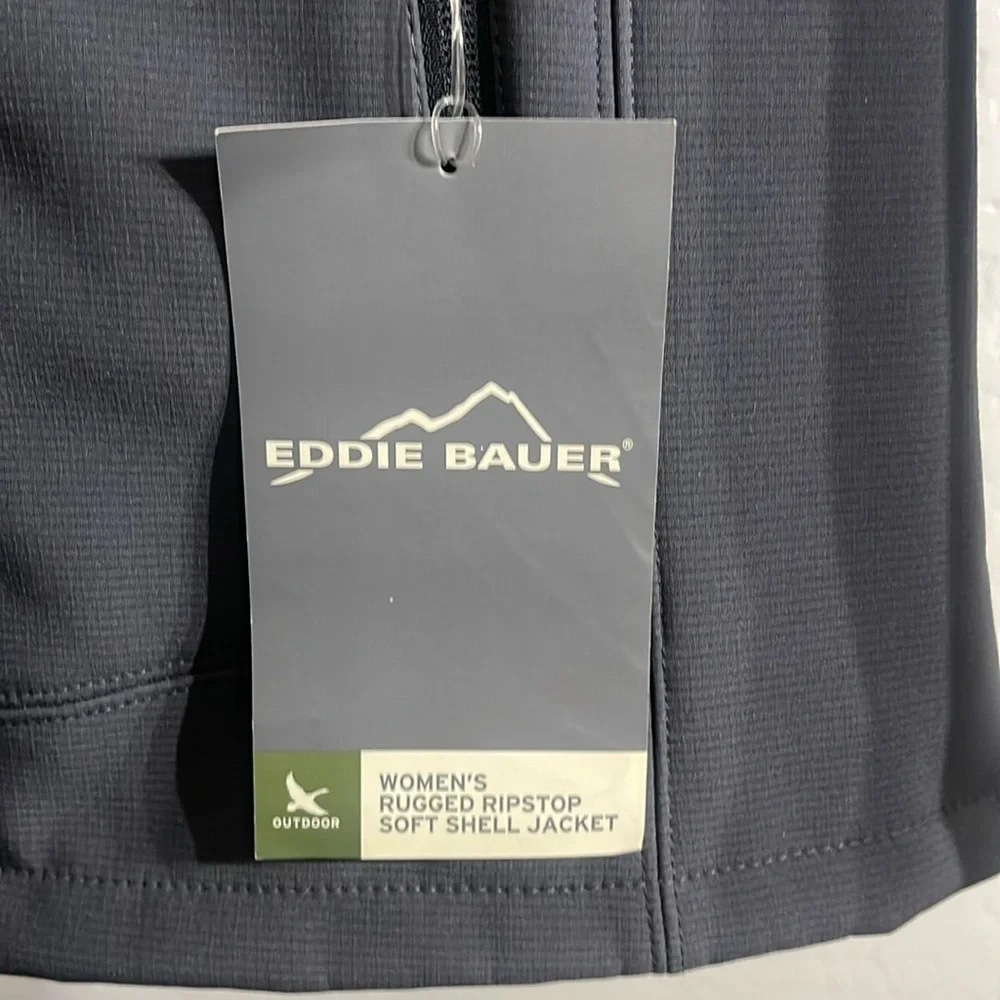 EDDIE BAUER®
OUTDOOR
WOMEN'S
RUGGED RIPSTOP
SOFT SHELL JACKET